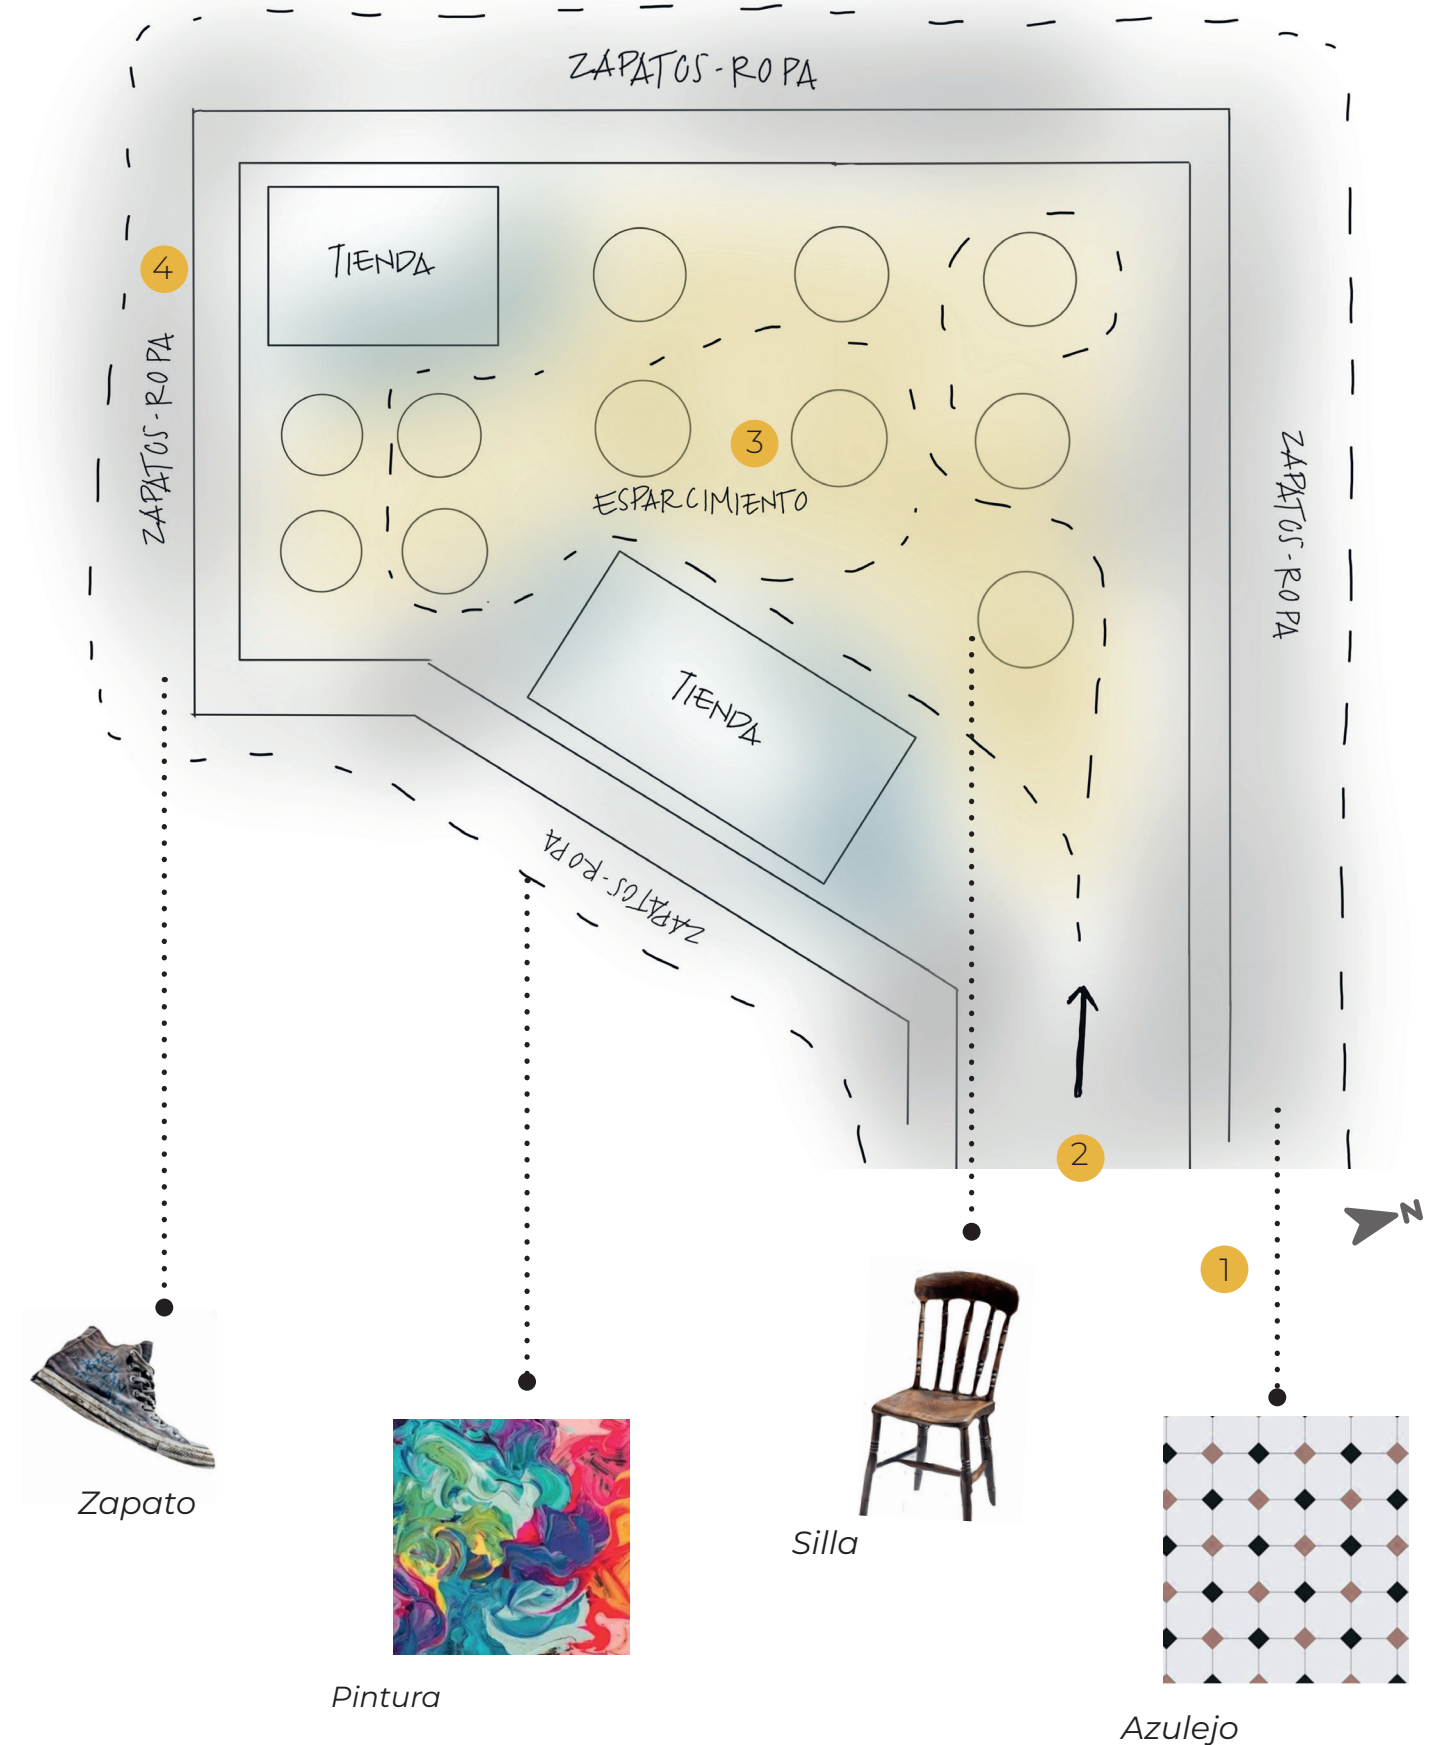 ZAPATOS-ROPA
TIENDA
4
ZAPATOS-ROPA
3
ESPARCIMIENTO
ZAPATOS-ROPA
TIENDA
ZAPATOS-ROPA
2
N
1
Zapato
Silla
Pintura
Azulejo